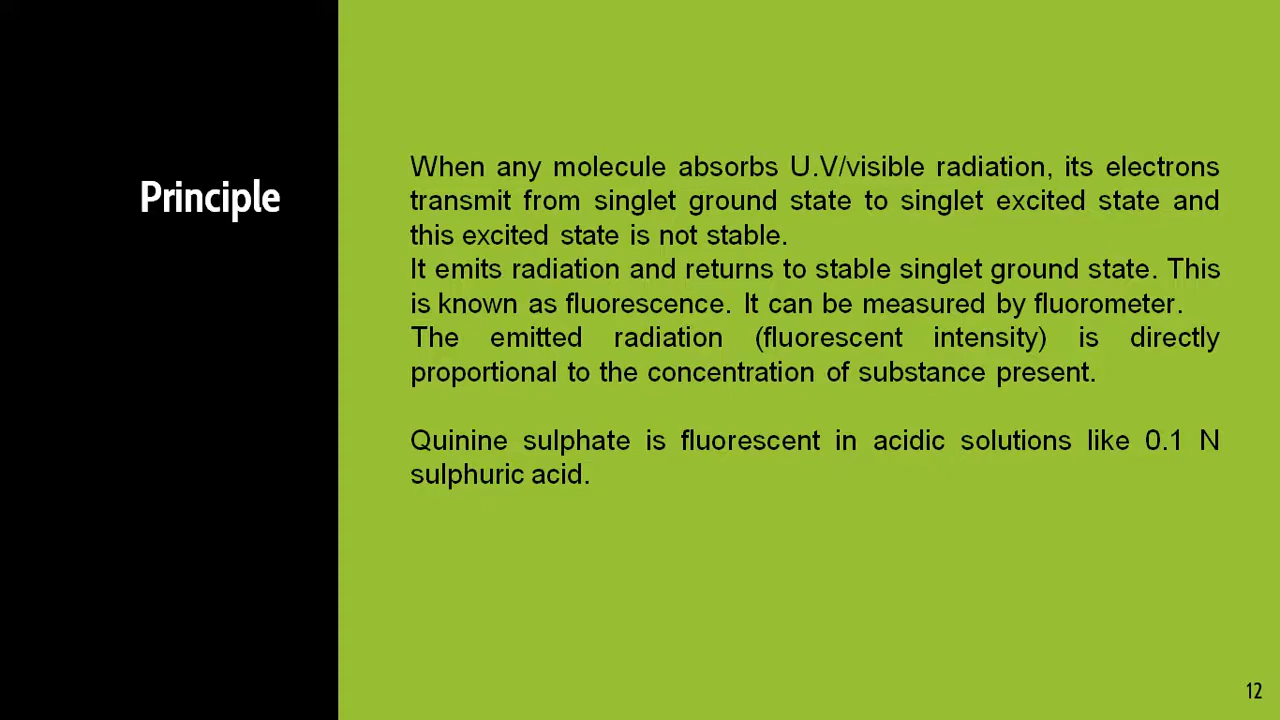 Principle
When any molecule absorbs U.V/visible radiation, its electrons
transmit from singlet ground state to singlet excited state and
this excited state is not stable.
It emits radiation and returns to stable singlet ground state. This
is known as fluorescence. It can be measured by fluorometer.
The emitted radiation (fluorescent intensity) is directly
proportional to the concentration of substance present.
Quinine sulphate is fluorescent in acidic solutions like 0.1 N
sulphuric acid.
12